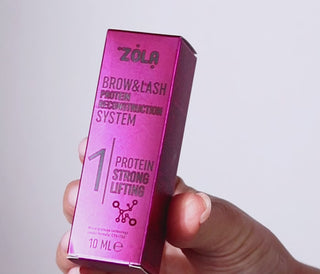 ZOLA
BROW&LASH
PROTEIN
RECONSTRUCTION
SYSTEM
1
PROTEIN
STRONG
LIFTING
10 ML℮